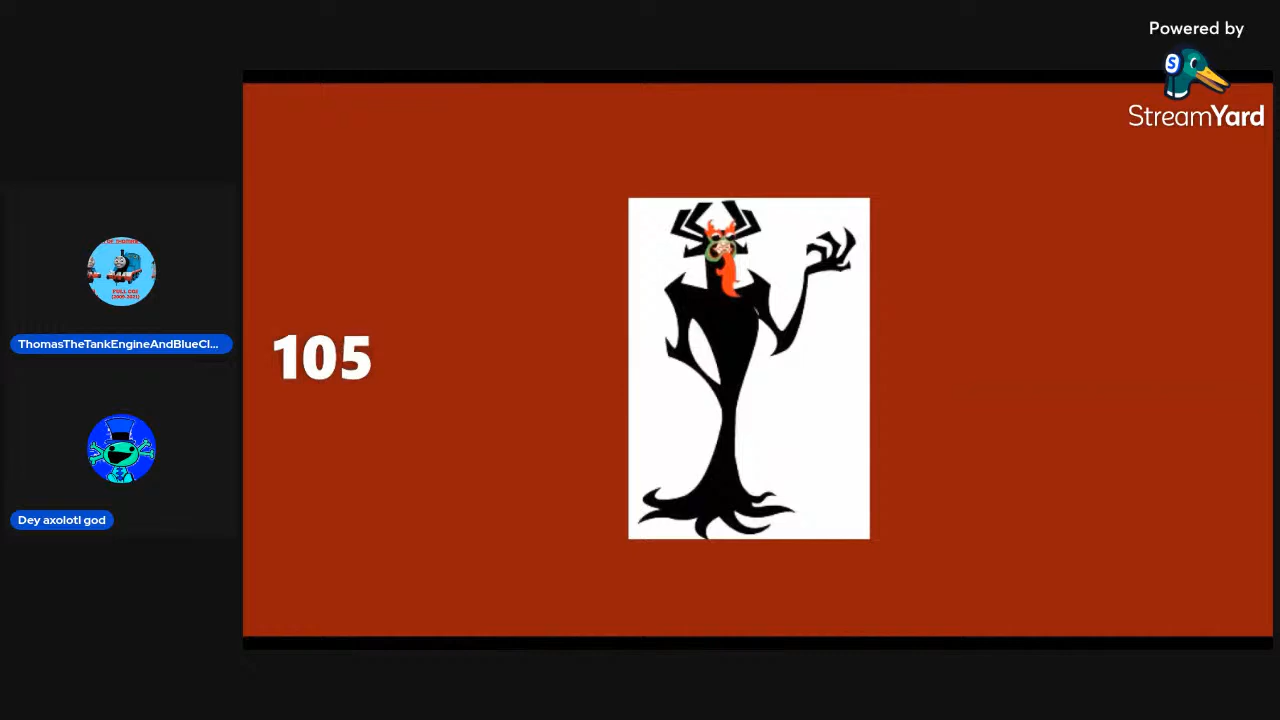 Powered by
StreamYard
105
ThomasTheTankEngineAndBlueCl...
Dey axolotl god